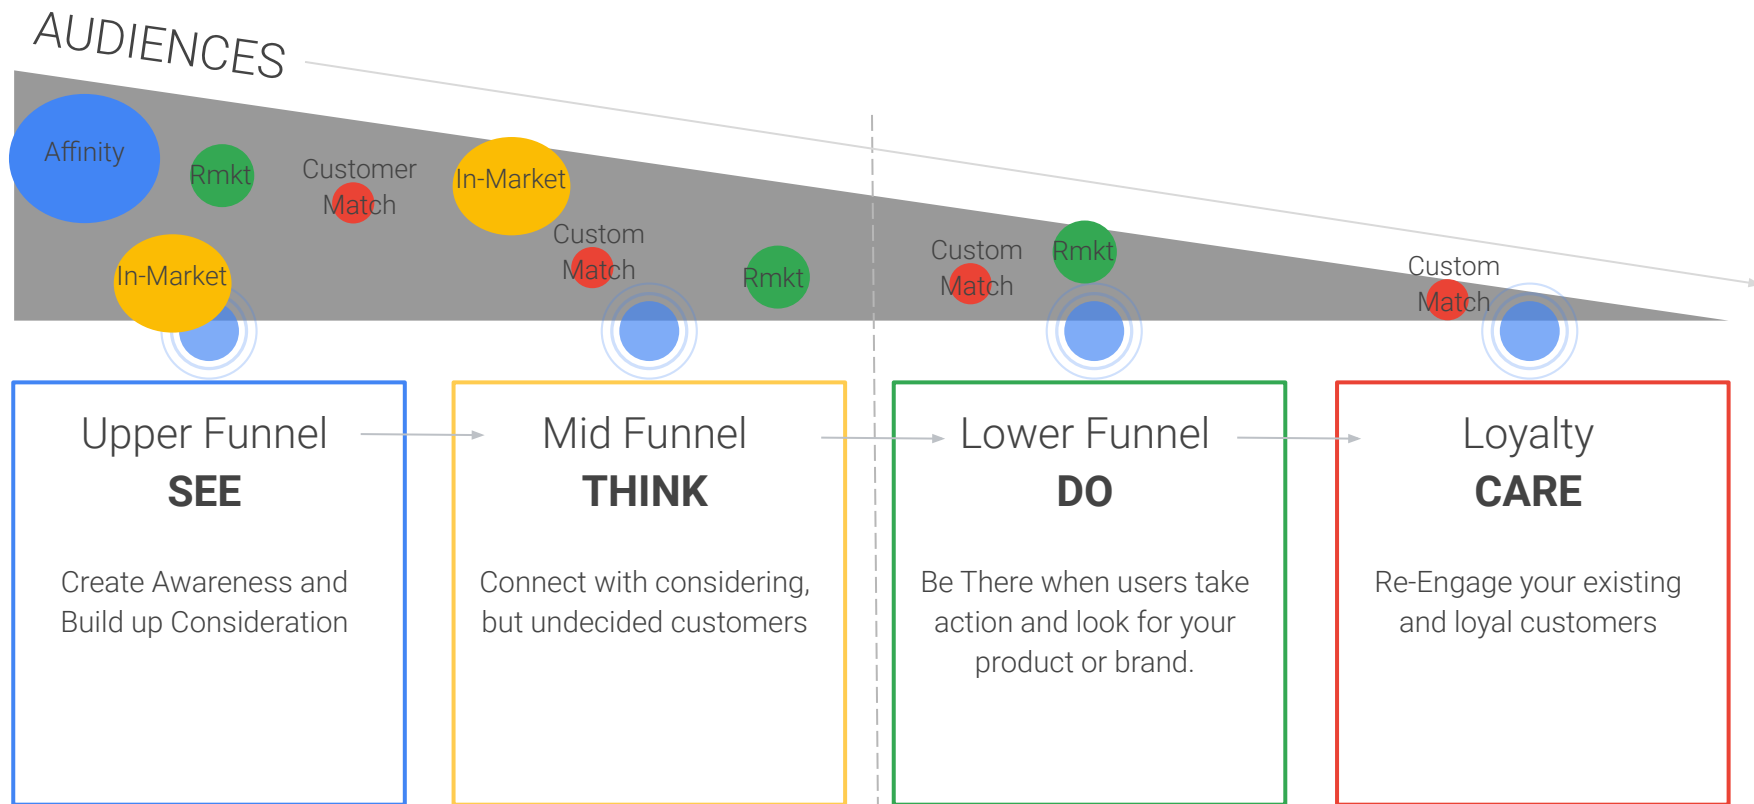 AUDIENCES
Affinity
Rmkt
Customer
Match
In-Market
In-Market
Custom
Match
Rmkt
Custom
Match
Rmkt
Custom
Match
Upper Funnel
SEE
Create Awareness and
Build up Consideration
Mid Funnel
THINK
Connect with considering,
but undecided customers
Lower Funnel
DO
Be There when users take
action and look for your
product or brand.
Loyalty
CARE
Re-Engage your existing
and loyal customers